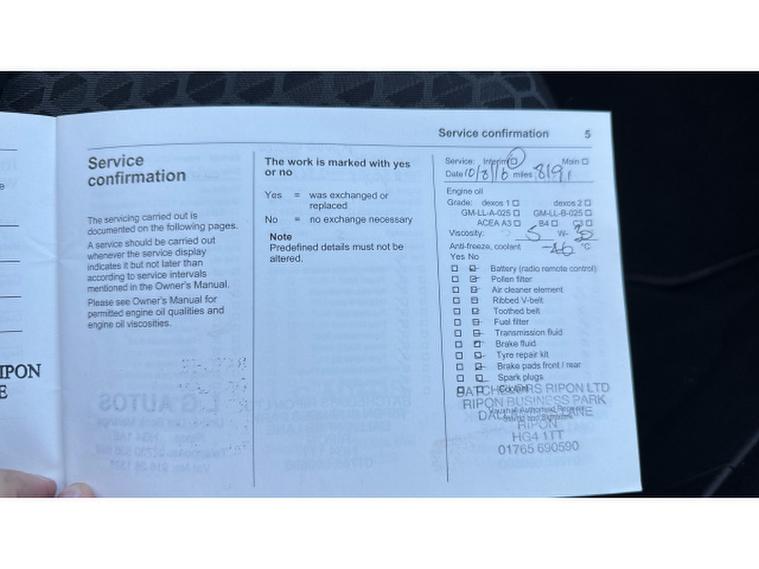 Service confirmation 5
Service
confirmation
The servicing carried out is
documented on the following pages.
A service should be carried out
whenever the service display
indicates it but not later than
according to service intervals
mentioned in the Owner's Manual.
Please see Owner's Manual for
permitted engine oil qualities and
engine oil viscosities.
The work is marked with yes
or no
Yes = was exchanged or
replaced
No = no exchange necessary
Note
Predefined details must not be
altered.
Service: Interim Main
Date 10/8/16 miles 8191
Engine oil
Grade: dexos 1 dexos 2
GM-LL-A-025 GM-LL-B-025
ACEA A3 B4 C3
Viscosity: 5 W- 30
Anti-freeze, coolant -46 °C
Yes No
Battery (radio remote control)
Pollen filter
Air cleaner element
Ribbed V-belt
Toothed belt
Fuel filter
Transmission fluid
Brake fluid
Tyre repair kit
Brake pads front / rear
Spark plugs
BATCHELORS RIPON LTD
RIPON BUSINESS PARK
RIPON
HG4 1TT
01765 690590
IPON
E